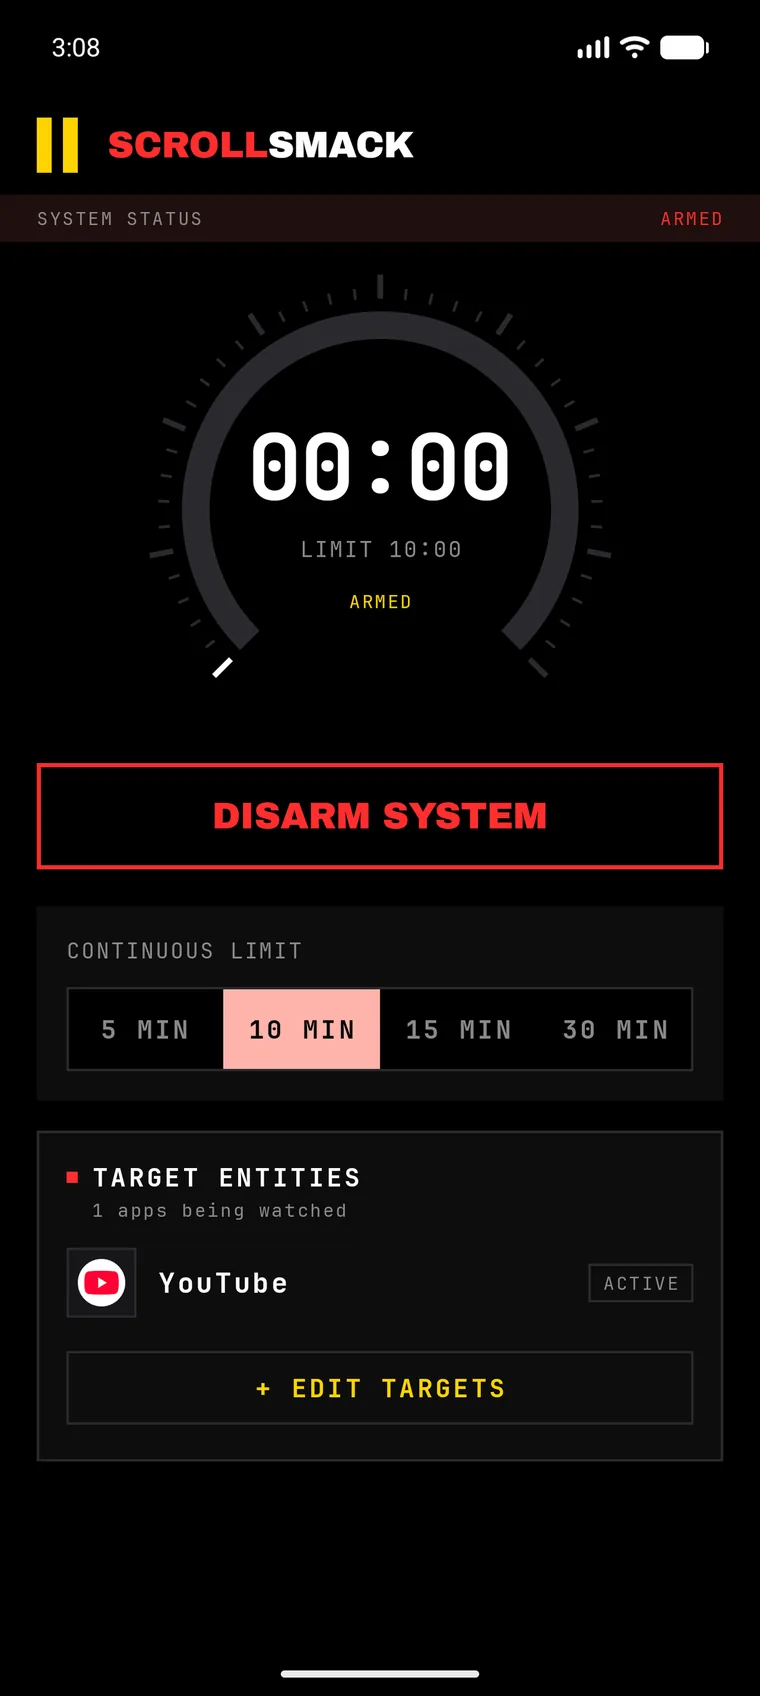 3:08
SCROLLSMACK
SYSTEM STATUS ARMED
00:00
LIMIT 10:00
ARMED
DISARM SYSTEM
CONTINUOUS LIMIT
5 MIN 10 MIN 15 MIN 30 MIN
TARGET ENTITIES
1 apps being watched
YouTube ACTIVE
+ EDIT TARGETS